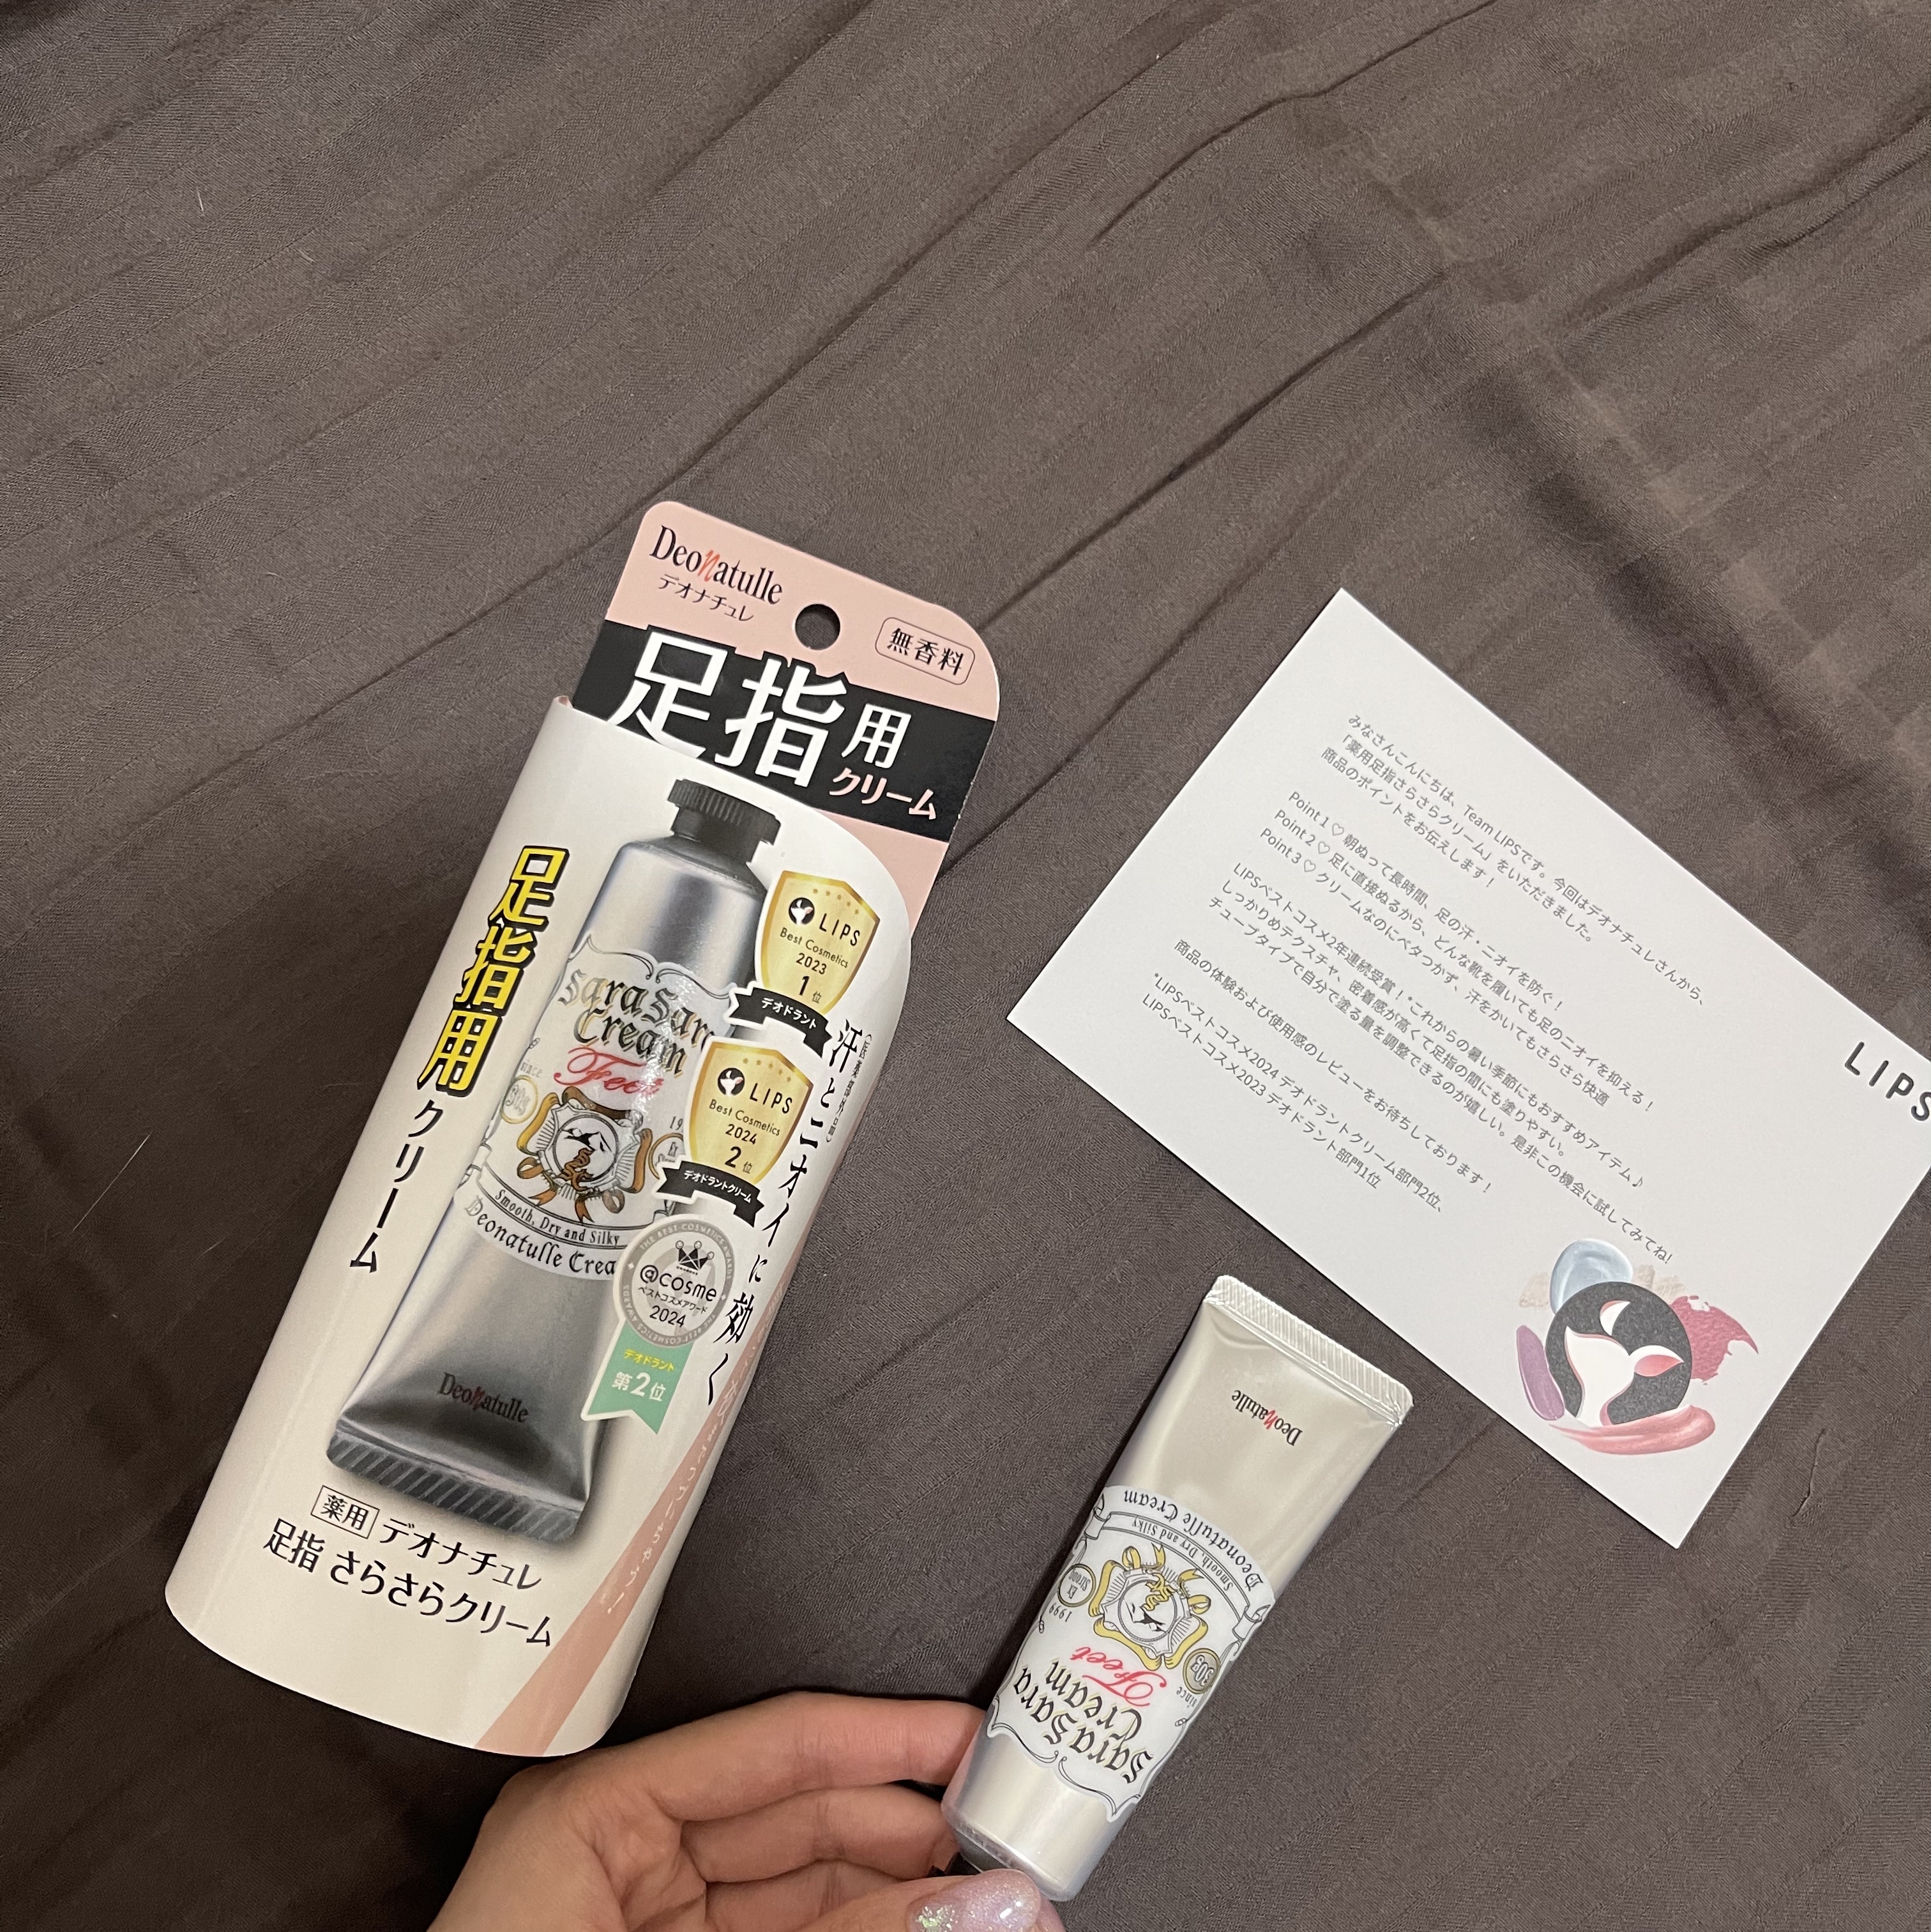 Deonatulle
デオナチュレ
無香料
足指用
クリーム
足指用クリーム
sara sara
Cream
Feet
Smooth, Dry and Silky
Deonatulle Crea
Deonatulle
LIPS
Best Cosmetics
2023
1位
デオドラント
LIPS
Best Cosmetics
2024
2位
デオドラントクリーム
@cosme
ベストコスメアワード
2024
デオドラント
第2位
汗とニオイに効く
(医薬部外品)
薬用 デオナチュレ
足指 さらさらクリーム
みなさんこんにちは、Team LIPSです。今回はデオナチュレさんから、
「薬用足指さらさらクリーム」をいただきました。
商品のポイントをお伝えします!
Point 1 ♡ 朝ぬって長時間、足の汗・ニオイを防ぐ!
Point 2 ♡ 足に直接ぬるから、どんな靴を履いても足のニオイを抑える!
Point 3 ♡ クリームなのにベタつかず、汗をかいてもさらさら快適
LIPSベストコスメ2年連続受賞!*これからの暑い季節にもおすすめアイテム♪
しっかりめテクスチャ、密着感が高くて足指の間にも塗りやすい。
チューブタイプで自分で塗る量を調整できるのが嬉しい。是非この機会に試してみてね!
商品の体験および使用感のレビューをお待ちしております!
*LIPSベストコスメ2024 デオドラントクリーム部門2位、
LIPSベストコスメ2023 デオドラント部門1位
LIPS
Deonatulle
sara sara
Cream
Feet
since
1999
30g
EX
Strong
Smooth, Dry and Silky
Deonatulle Cream